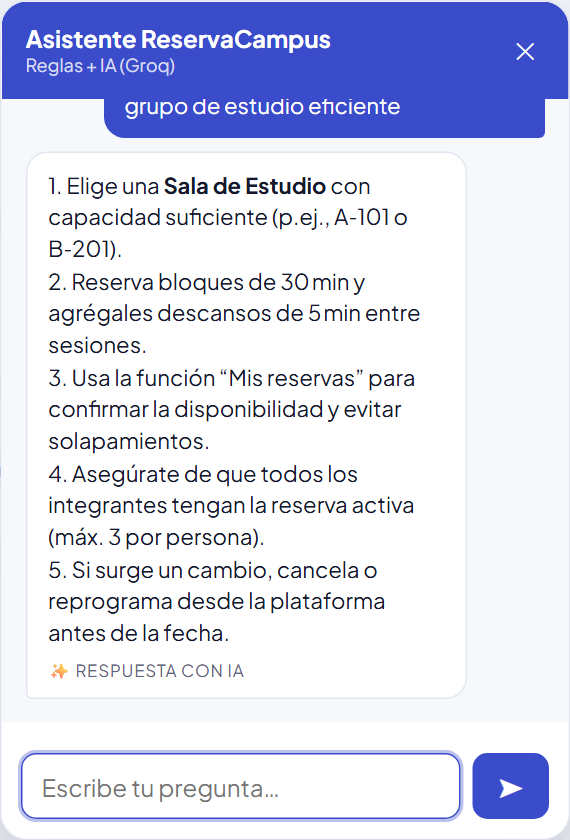 Asistente ReservaCampus
Reglas + IA (Groq)
grupo de estudio eficiente
1. Elige una Sala de Estudio con
capacidad suficiente (p.ej., A-101 o
B-201).
2. Reserva bloques de 30 min y
agrégales descansos de 5 min entre
sesiones.
3. Usa la función “Mis reservas” para
confirmar la disponibilidad y evitar
solapamientos.
4. Asegúrate de que todos los
integrantes tengan la reserva activa
(máx. 3 por persona).
5. Si surge un cambio, cancela o
reprograma desde la plataforma
antes de la fecha.
✨ RESPUESTA CON IA
Escribe tu pregunta...